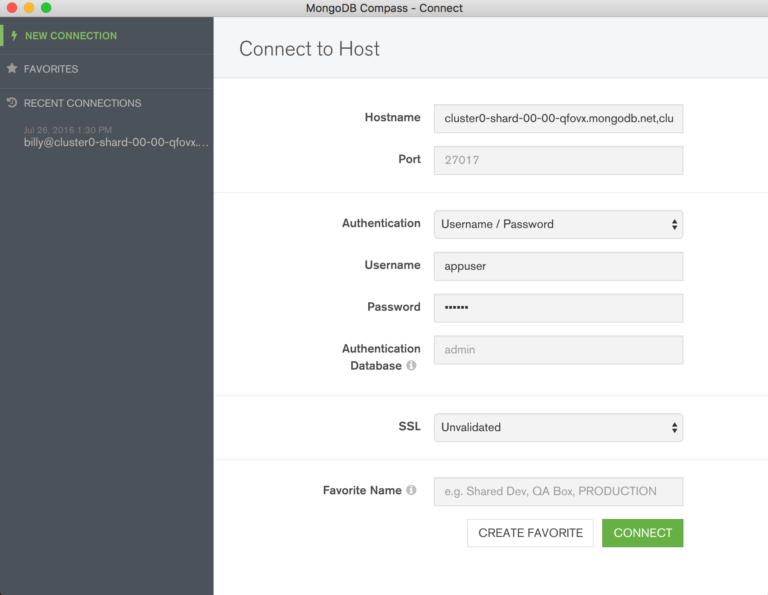 MongoDB Compass - Connect
NEW CONNECTION
FAVORITES
RECENT CONNECTIONS
Jul 26, 2016 1:30 PM
billy@cluster0-shard-00-00-qfovx....
Connect to Host
Hostname
cluster0-shard-00-00-qfovx.mongodb.net,clu
Port
27017
Authentication
Username / Password
Username
appuser
Password
••••••
Authentication
Database
admin
SSL
Unvalidated
Favorite Name
e.g. Shared Dev, QA Box, PRODUCTION
CREATE FAVORITE
CONNECT